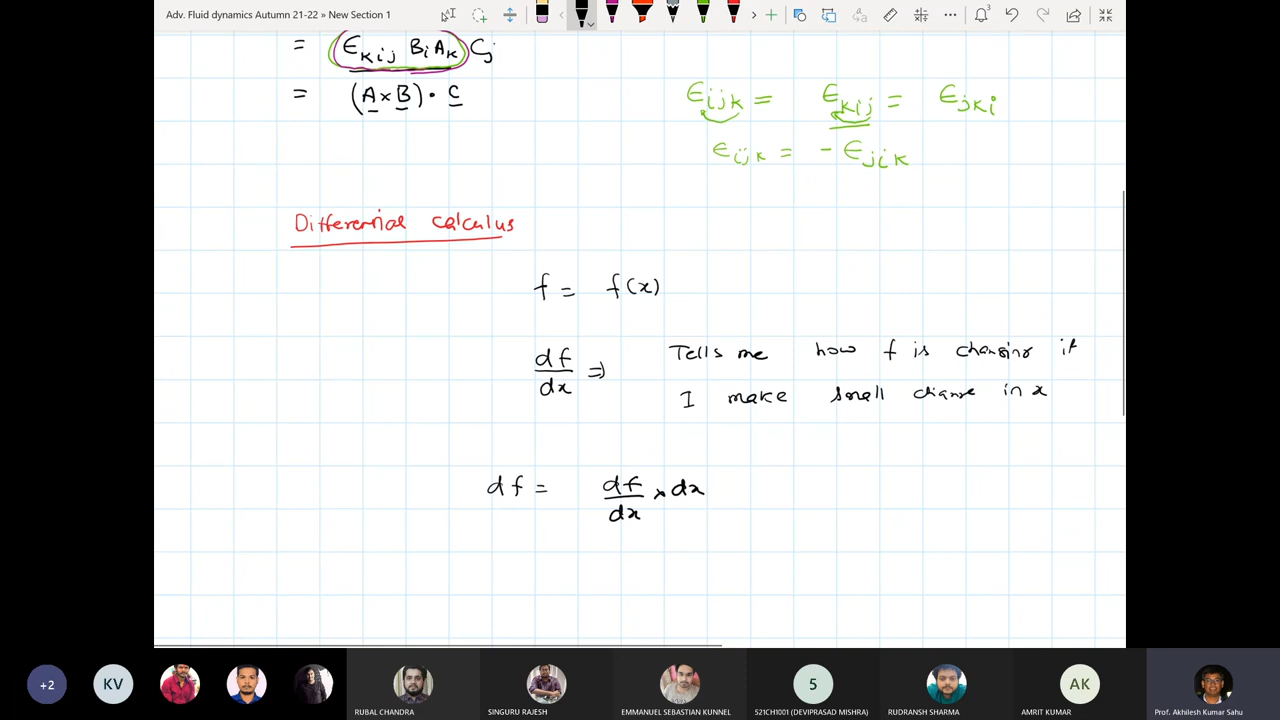 Adv. Fluid dynamics Autumn 21-22 » New Section 1
= ϵkij Bi Ak Cj
= (A × B) • C
ϵijk = ϵkij = ϵjki
ϵijk = - ϵjik
Differential calculus
f = f(x)
df/dx ⇒ Tells me how f is changing if
I make small change in x
df = df/dx × dx
+2
KV
5
AK
RUBAL CHANDRA
SINGURU RAJESH
EMMANUEL SEBASTIAN KUNNEL
521CH1001 (DEVIPRASAD MISHRA)
RUDRANSH SHARMA
AMRIT KUMAR
Prof. Akhilesh Kumar Sahu